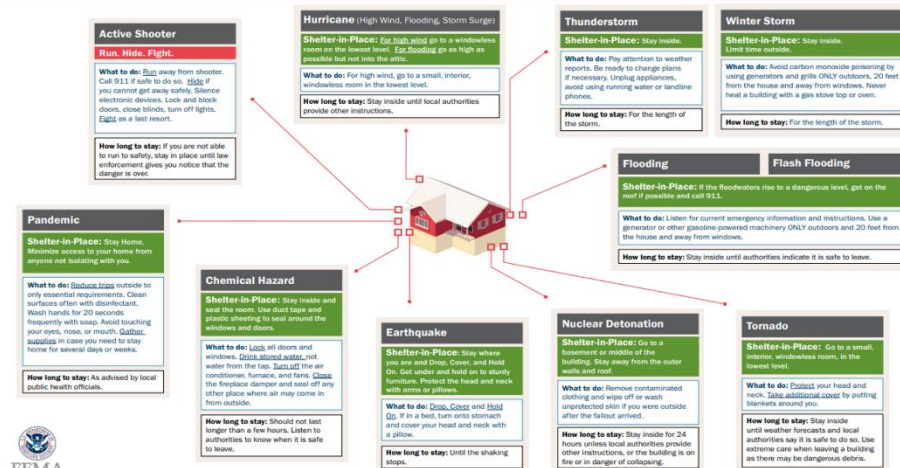 Active Shooter
Run. Hide. Fight.
What to do: Run away from shooter.
Call 911 if safe to do so. Hide if
you cannot get away safely. Silence
electronic devices. Lock and block
doors, close blinds, turn off lights.
Fight as a last resort.
How long to stay: If you are not able
to run to safety, stay in place until law
enforcement gives you notice that the
danger is over.
Hurricane (High Wind, Flooding, Storm Surge)
Shelter-in-Place: For high wind go to a windowless
room on the lowest level. For flooding go as high as
possible but not into the attic.
What to do: For high wind, go to a small, interior,
windowless room in the lowest level.
How long to stay: Stay inside until local authorities
provide other instructions.
Thunderstorm
Shelter-in-Place: Stay inside.
What to do: Pay attention to weather
reports. Be ready to change plans
if necessary. Unplug appliances,
avoid using running water or landline
phones.
How long to stay: For the length of
the storm.
Winter Storm
Shelter-in-Place: Stay inside.
Limit time outside.
What to do: Avoid carbon monoxide poisoning by
using generators and grills ONLY outdoors, 20 feet
from the house and away from windows. Never
heat a building with a gas stove top or oven.
How long to stay: For the length of the storm.
Flooding
Flash Flooding
Shelter-in-Place: If the floodwaters rise to a dangerous level, get on the
roof if possible and call 911.
What to do: Listen for current emergency information and instructions. Use a
generator or other gasoline-powered machinery ONLY outdoors and 20 feet from
the house and away from windows.
How long to stay: Stay inside until authorities indicate it is safe to leave.
Pandemic
Shelter-in-Place: Stay Home.
Minimize access to your home from
anyone not isolating with you.
What to do: Reduce trips outside to
only essential requirements. Clean
surfaces often with disinfectant.
Wash hands for 20 seconds
frequently with soap. Avoid touching
your eyes, nose, or mouth. Gather
supplies in case you need to stay
home for several days or weeks.
How long to stay: As advised by local
public health officials.
Chemical Hazard
Shelter-in-Place: Stay inside and
seal the room. Use duct tape and
plastic sheeting to seal around the
windows and doors.
What to do: Lock all doors and
windows. Drink stored water, not
water from the tap. Turn off the air
conditioner, furnace, and fans. Close
the fireplace damper and seal off any
other place where air may come in
from outside.
How long to stay: Should not last
longer than a few hours. Listen to
authorities to know when it is safe
to leave.
Earthquake
Shelter-in-Place: Stay where
you are and Drop, Cover, and Hold
On. Get under and hold on to sturdy
furniture. Protect the head and neck
with arms or pillows.
What to do: Drop, Cover and Hold
On. If in a bed, turn onto stomach
and cover your head and neck with
a pillow.
How long to stay: Until the shaking
stops.
Nuclear Detonation
Shelter-in-Place: Go to a
basement or middle of the
building. Stay away from the outer
walls and roof.
What to do: Remove contaminated
clothing and wipe off or wash
unprotected skin if you were outside
after the fallout arrived.
How long to stay: Stay inside for 24
hours unless local authorities provide
other instructions, or the building is on
fire or in danger of collapsing.
Tornado
Shelter-in-Place: Go to a small,
interior, windowless room, in the
lowest level.
What to do: Protect your head and
neck. Take additional cover by putting
blankets around you.
How long to stay: Stay inside
until weather forecasts and local
authorities say it is safe to do so. Use
extreme care when leaving a building
as there may be dangerous debris.
FEMA